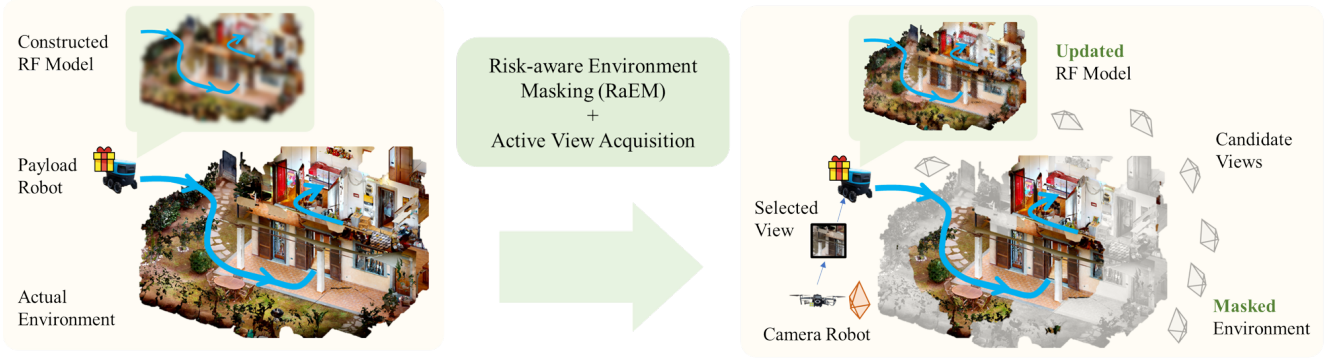 Constructed
RF Model
Payload
Robot
Actual
Environment
Risk-aware Environment
Masking (RaEM)
+
Active View Acquisition
Updated
RF Model
Candidate
Views
Selected
View
Camera Robot
Masked
Environment